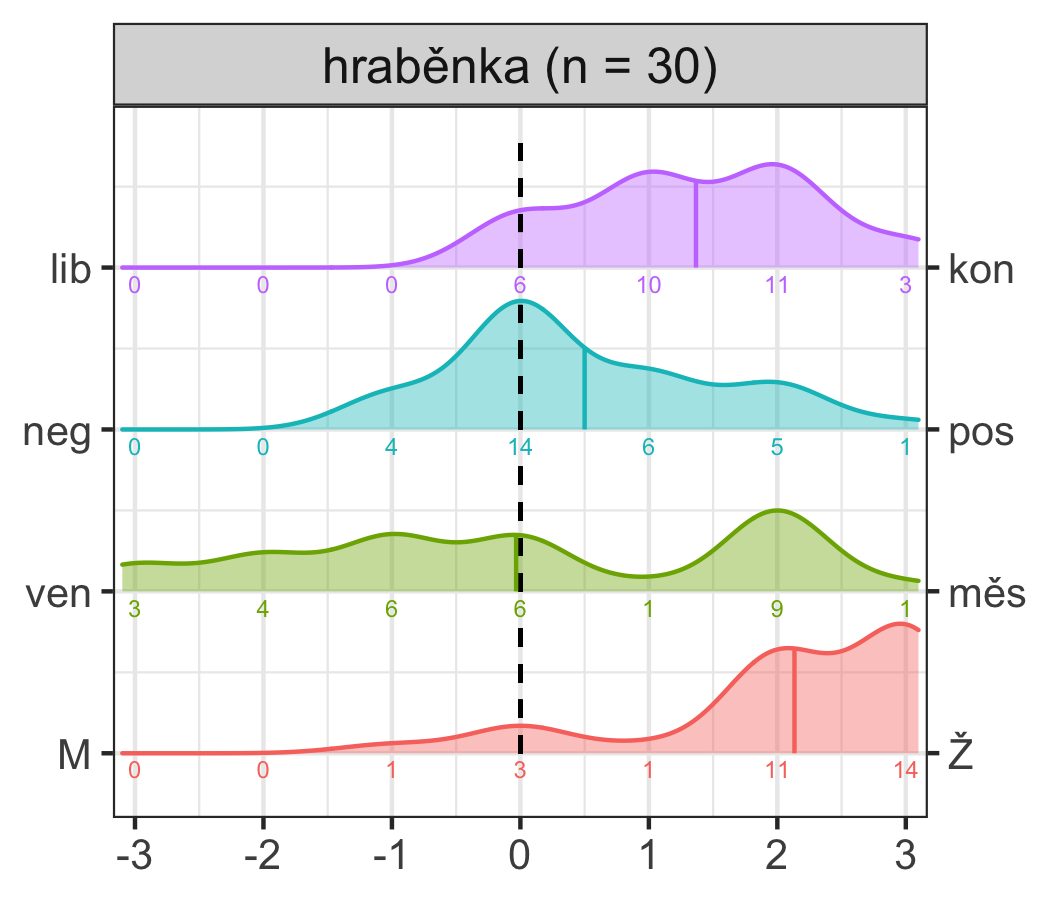 hraběnka (n = 30)
lib kon
0 0 0 6 10 11 3
neg pos
0 0 4 14 6 5 1
ven měs
3 4 6 6 1 9 1
M Ž
0 0 1 3 1 11 14
-3 -2 -1 0 1 2 3